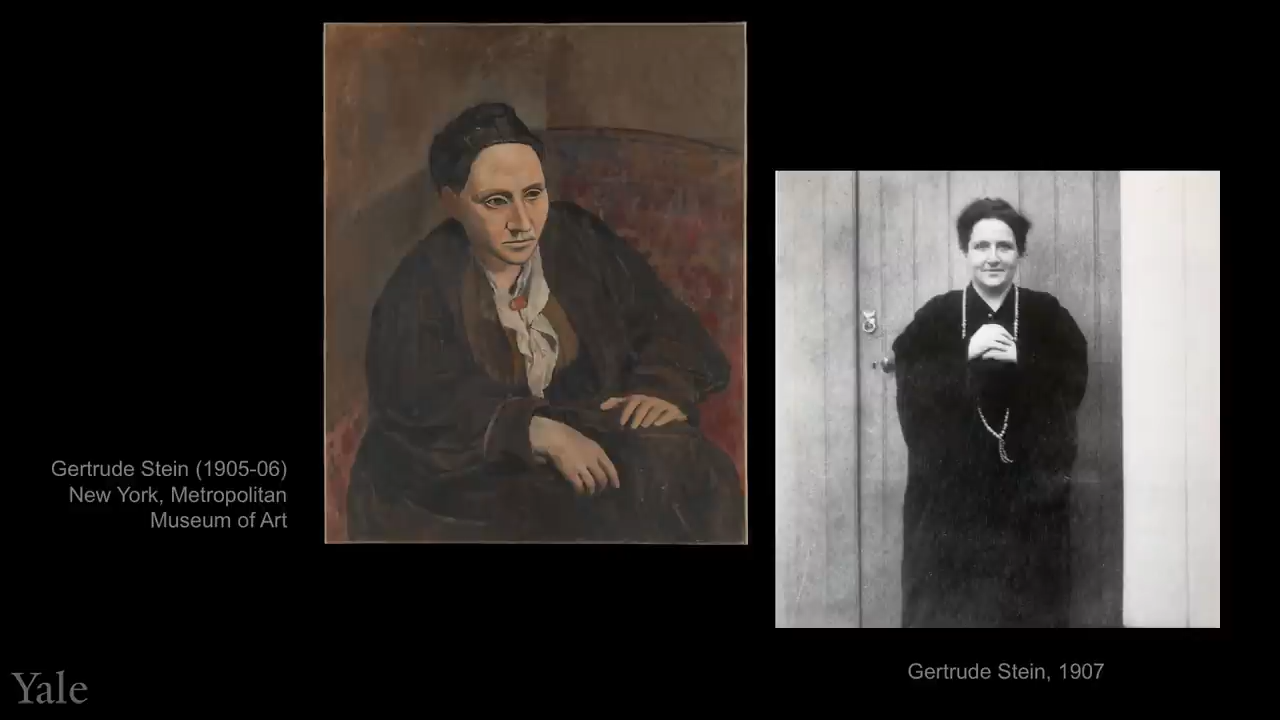 Gertrude Stein (1905-06)
New York, Metropolitan
Museum of Art
Gertrude Stein, 1907
Yale